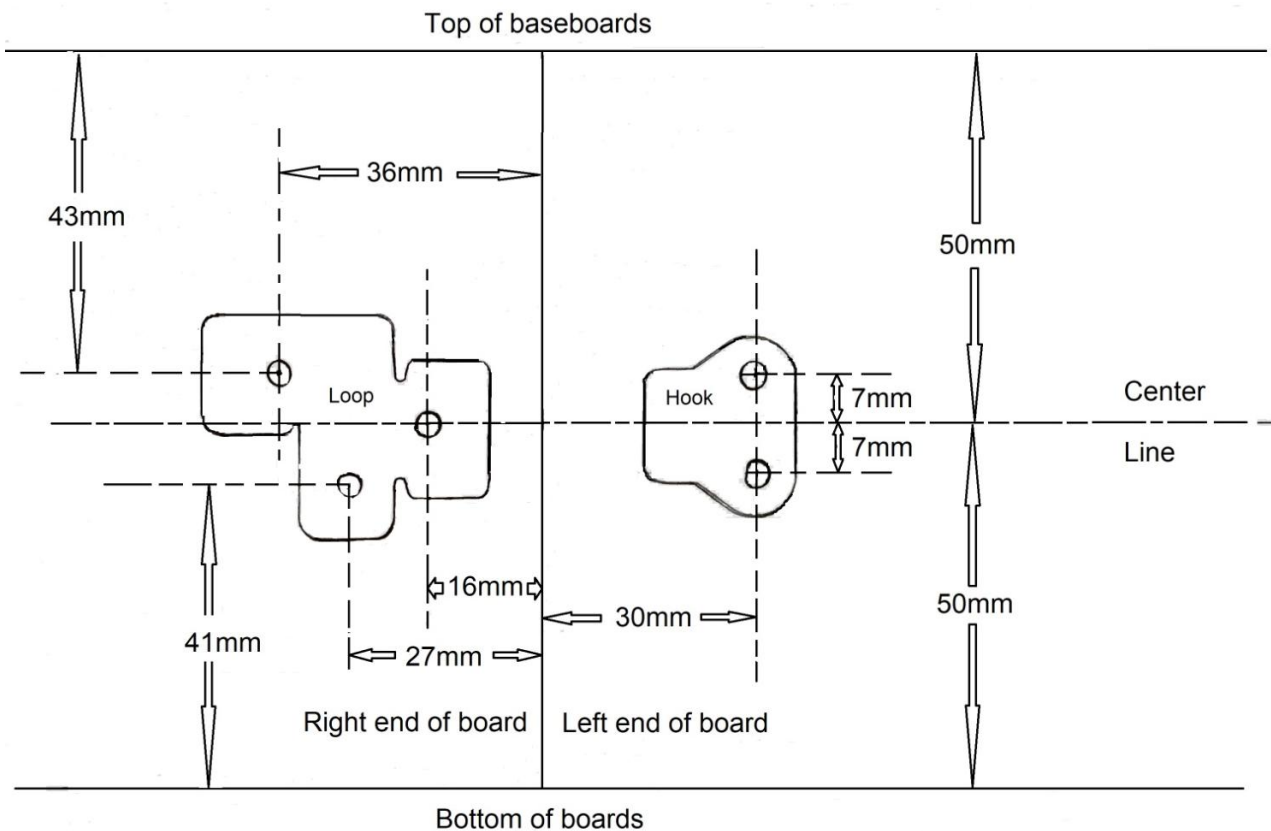 Top of baseboards
36mm
43mm
50mm
Loop
Hook
7mm
Center
7mm
Line
16mm
50mm
30mm
41mm
27mm
Right end of board
Left end of board
Bottom of boards